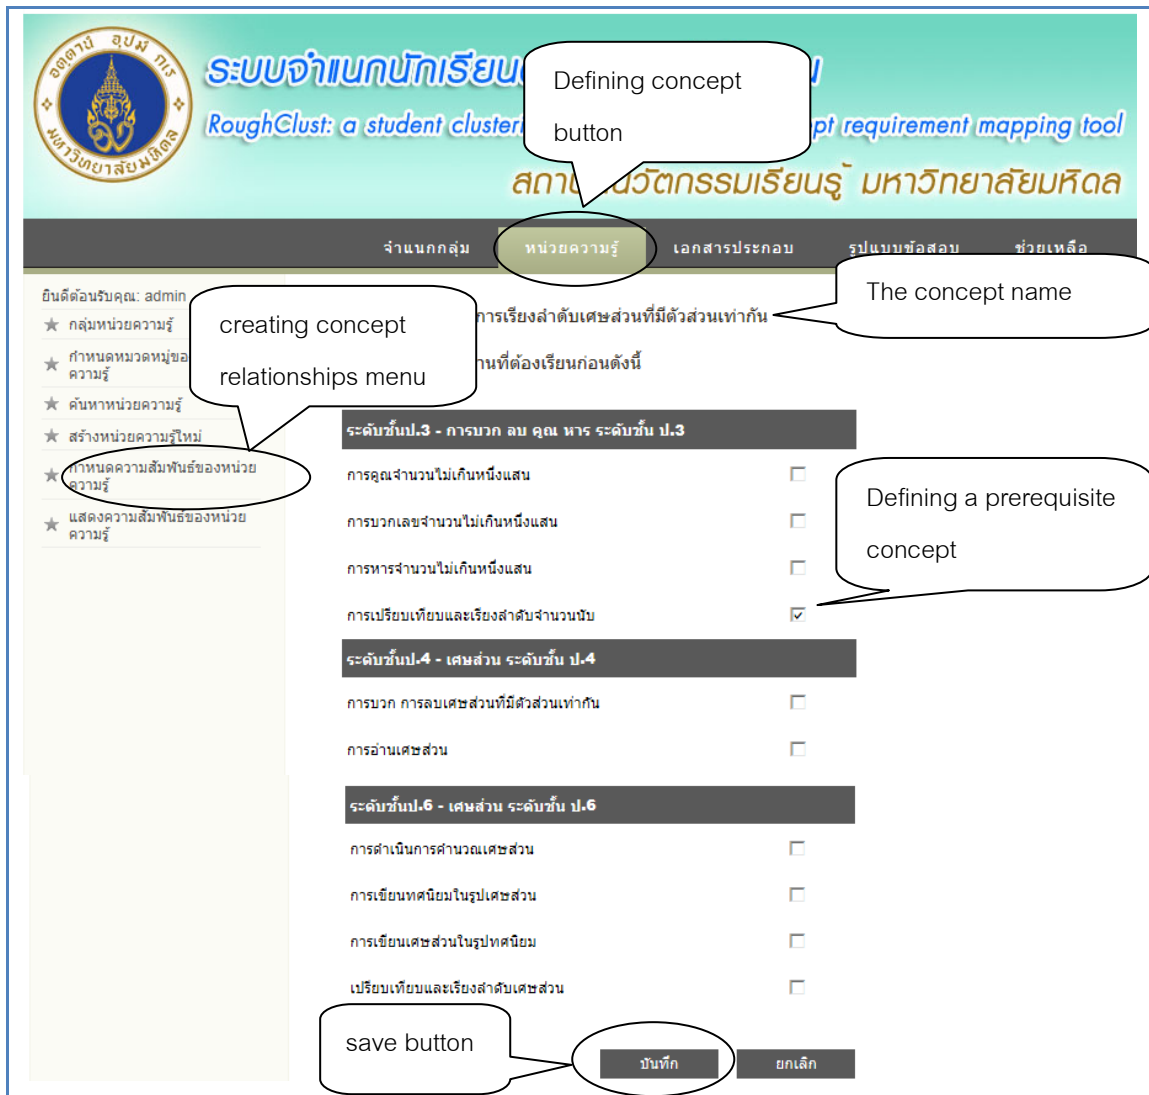 อตฺตานํ อุปมํ กเร
มหาวิทยาลัยมหิดล
ระบบจำแนกนักเรียน
RoughClust: a student requirement mapping tool
สถาบัน นวัตกรรมเรียนรู้ มหาวิทยาลัยมหิดล
Defining concept
button
จำแนกกลุ่ม หน่วยความรู้ เอกสารประกอบ รูปแบบข้อสอบ ช่วยเหลือ
ยินดีต้อนรับคุณ: admin
กลุ่มหน่วยความรู้
กำหนดหมวดหมู่ของ
ความรู้
ค้นหาหน่วยความรู้
สร้างหน่วยความรู้ใหม่
กำหนดความสัมพันธ์ของหน่วย
ความรู้
แสดงความสัมพันธ์ของหน่วย
ความรู้
creating concept
relationships menu
การเรียงลำดับเศษส่วนที่มีตัวส่วนเท่ากัน
The concept name
ที่ต้องเรียนก่อนดังนี้
ระดับชั้นป.3 - การบวก ลบ คูณ หาร ระดับชั้น ป.3
การคูณจำนวนไม่เกินหนึ่งแสน
การบวกเลขจำนวนไม่เกินหนึ่งแสน
การหารจำนวนไม่เกินหนึ่งแสน
การเปรียบเทียบและเรียงลำดับจำนวนนับ
Defining a prerequisite
concept
ระดับชั้นป.4 - เศษส่วน ระดับชั้น ป.4
การบวก การลบเศษส่วนที่มีตัวส่วนเท่ากัน
การอ่านเศษส่วน
ระดับชั้นป.6 - เศษส่วน ระดับชั้น ป.6
การดำเนินการคำนวณเศษส่วน
การเขียนทศนิยมในรูปเศษส่วน
การเขียนเศษส่วนในรูปทศนิยม
เปรียบเทียบและเรียงลำดับเศษส่วน
save button
บันทึก ยกเลิก